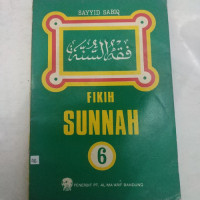 SAYYID SABIQ
فقه السنة
FIKIH
SUNNAH
6
PENERBIT PT. AL-MA'ARIF BANDUNG